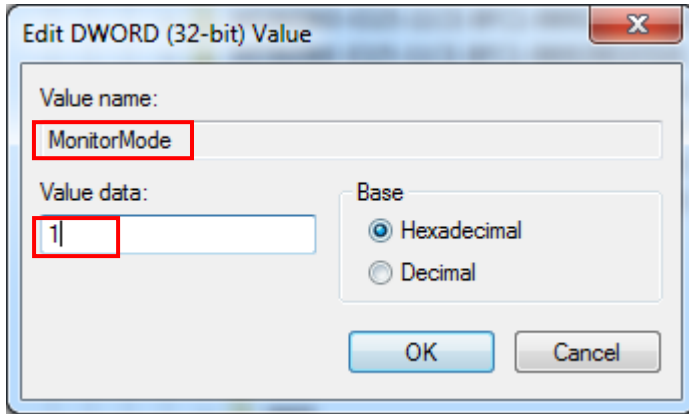 Edit DWORD (32-bit) Value
Value name:
MonitorMode
Value data:
1
Base
Hexadecimal
Decimal
OK
Cancel